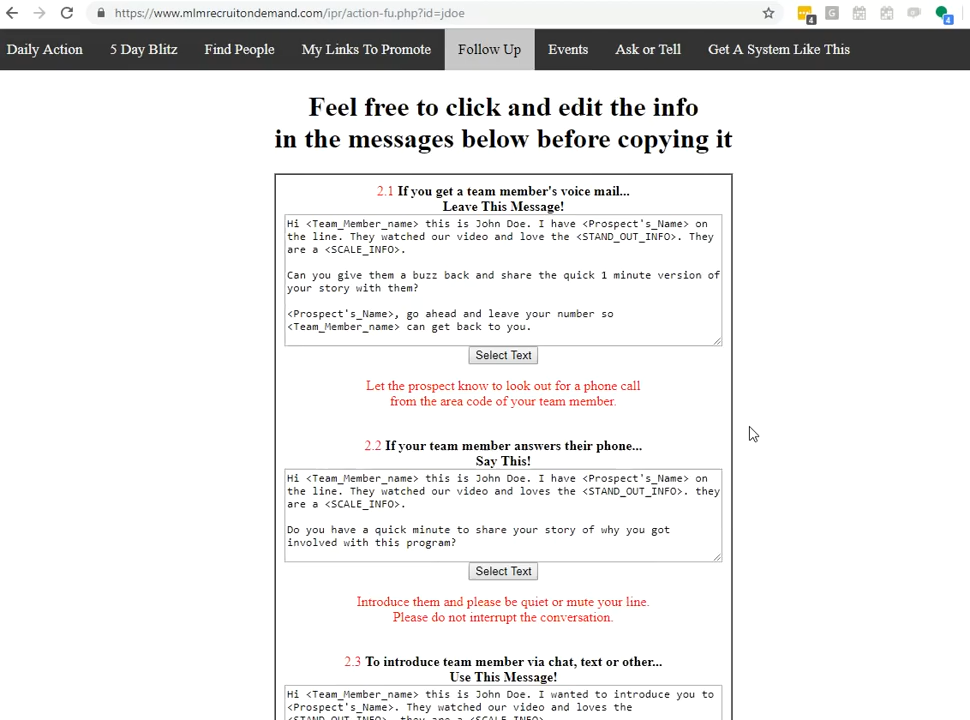 https://www.mlmrecruitondemand.com/ipr/action-fu.php?id=jdoe
4
G
4
Daily Action 5 Day Blitz Find People My Links To Promote Follow Up Events Ask or Tell Get A System Like This
Feel free to click and edit the info
in the messages below before copying it
2.1 If you get a team member's voice mail...
Leave This Message!
Hi <Team_Member_name> this is John Doe. I have <Prospect's_Name> on
the line. They watched our video and love the <STAND_OUT_INFO>. They
are a <SCALE_INFO>.
Can you give them a buzz back and share the quick 1 minute version of
your story with them?
<Prospect's_Name>, go ahead and leave your number so
<Team_Member_name> can get back to you.
Select Text
Let the prospect know to look out for a phone call
from the area code of your team member.
2.2 If your team member answers their phone...
Say This!
Hi <Team_Member_name> this is John Doe. I have <Prospect's_Name> on
the line. They watched our video and loves the <STAND_OUT_INFO>. they
are a <SCALE_INFO>.
Do you have a quick minute to share your story of why you got
involved with this program?
Select Text
Introduce them and please be quiet or mute your line.
Please do not interrupt the conversation.
2.3 To introduce team member via chat, text or other...
Use This Message!
Hi <Team_Member_name> this is John Doe. I wanted to introduce you to
<Prospect's_Name>. They watched our video and loves the
<STAND_OUT_INFO>. they are a <SCALE_INFO>.